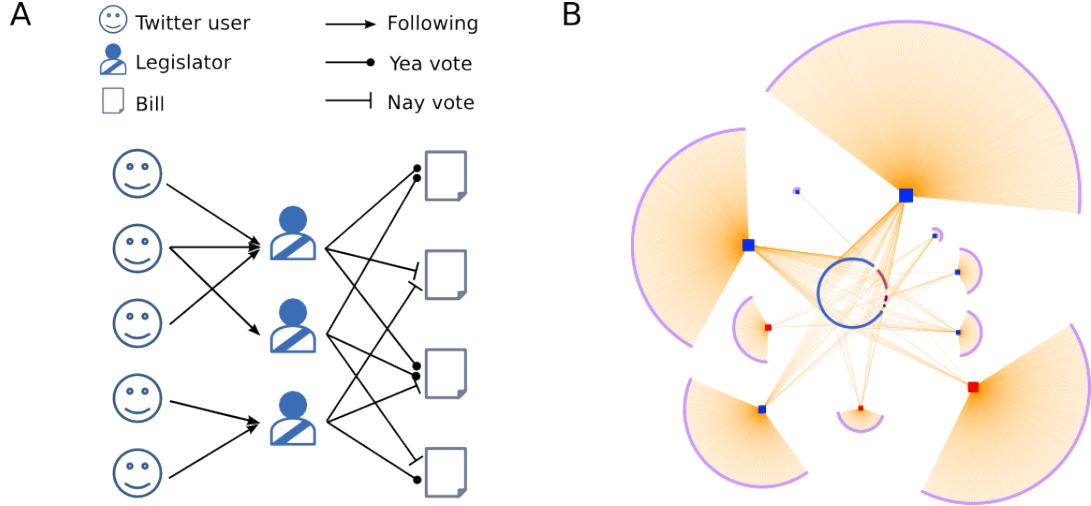 A
B
Twitter user
Following
Legislator
Yea vote
Bill
Nay vote